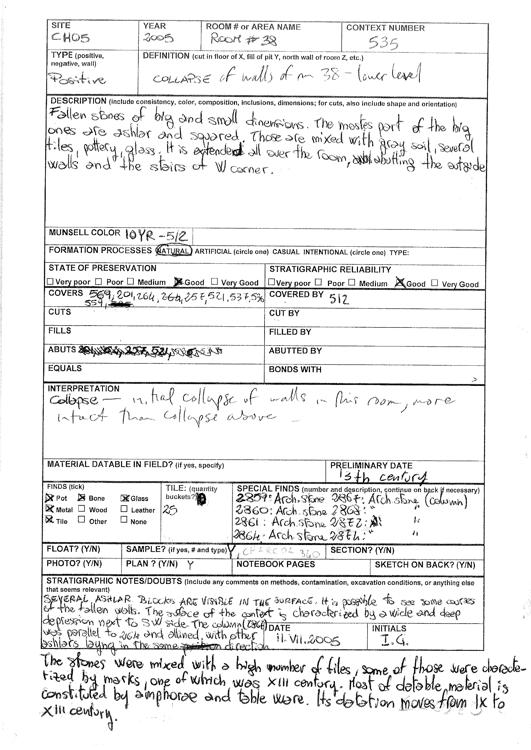 SITE YEAR ROOM # or AREA NAME CONTEXT NUMBER
CH05 2005 ROOM # 38 535
TYPE (positive, negative, wall) DEFINITION (cut in floor of X, fill of pit Y, north wall of room Z, etc.)
Positive COLLAPSE of walls of rm 38 - lower level
DESCRIPTION (include consistency, color, composition, inclusions, dimensions; for cuts, also include shape and orientation)
Fallen stones of big and small dimensions. The mostes part of the big
ones are ashlar and squared. Those are mixed with gray soil, several
tiles, pottery, glass. It is extended all over the room, abutting the outside
walls and the stairs of W corner.
MUNSELL COLOR 10YR - 5/2
FORMATION PROCESSES NATURAL ARTIFICIAL (circle one) CASUAL INTENTIONAL (circle one) TYPE:
STATE OF PRESERVATION STRATIGRAPHIC RELIABILITY
Very poor Poor Medium Good Very Good Very poor Poor Medium Good Very Good
COVERS 201, 264, 257, 521, 537, COVERED BY 512
559,
CUTS CUT BY
FILLS FILLED BY
ABUTS ABUTTED BY
EQUALS BONDS WITH
INTERPRETATION
Collapse - initial collapse of walls in this room, more
intact than collapse above -
MATERIAL DATABLE IN FIELD? (if yes, specify) PRELIMINARY DATE
13th century
FINDS (tick) TILE: (quantity buckets?) SPECIAL FINDS (number and description, continue on back if necessary)
Pot Bone Glass 25 2859: Arch. stone 2867: Arch. stone (column)
Metal Wood Leather 2860: Arch. stone 2868: "
Tile Other None 2861: Arch. stone 2872: "
2864: Arch. stone 2874: "
FLOAT? (Y/N) SAMPLE? (if yes, # and type) Y, CHARCOAL 360 SECTION? (Y/N)
PHOTO? (Y/N) PLAN? (Y/N) Y NOTEBOOK PAGES SKETCH ON BACK? (Y/N)
STRATIGRAPHIC NOTES/DOUBTS (Include any comments on methods, contamination, excavation conditions, or anything else
that seems relevant)
SEVERAL ASHLAR BLOCKS ARE VISIBLE IN THE SURFACE. It is possible to see some courses
of the fallen walls. The surface of the context is characterized by a wide and deep
depression next to SW side. The column (2867)
was parallel to 264 and allined, with other
ashlars laying in the same direction.
DATE INITIALS
11.VII.2005 I.G.
The stones were mixed with a high number of tiles, some of those characte-
rized by marks, one of which was XIII century. Most of datable material is
constituted by amphorae and table ware. Its datation moves from IX to
XIII century.